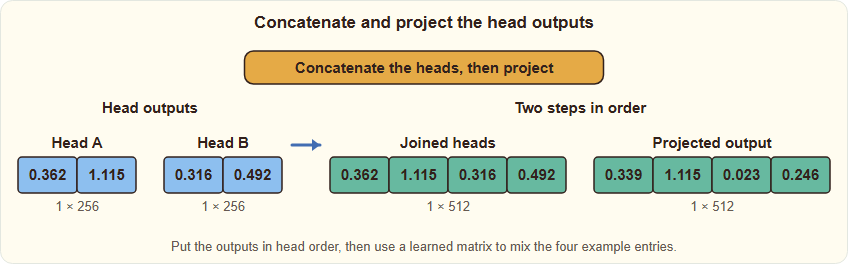 Concatenate and project the head outputs
Concatenate the heads, then project
Head outputs
Two steps in order
Head A
Head B
Joined heads
Projected output
0.362 1.115
0.316 0.492
0.362 1.115 0.316 0.492
0.339 1.115 0.023 0.246
1 × 256
1 × 256
1 × 512
1 × 512
Put the outputs in head order, then use a learned matrix to mix the four example entries.